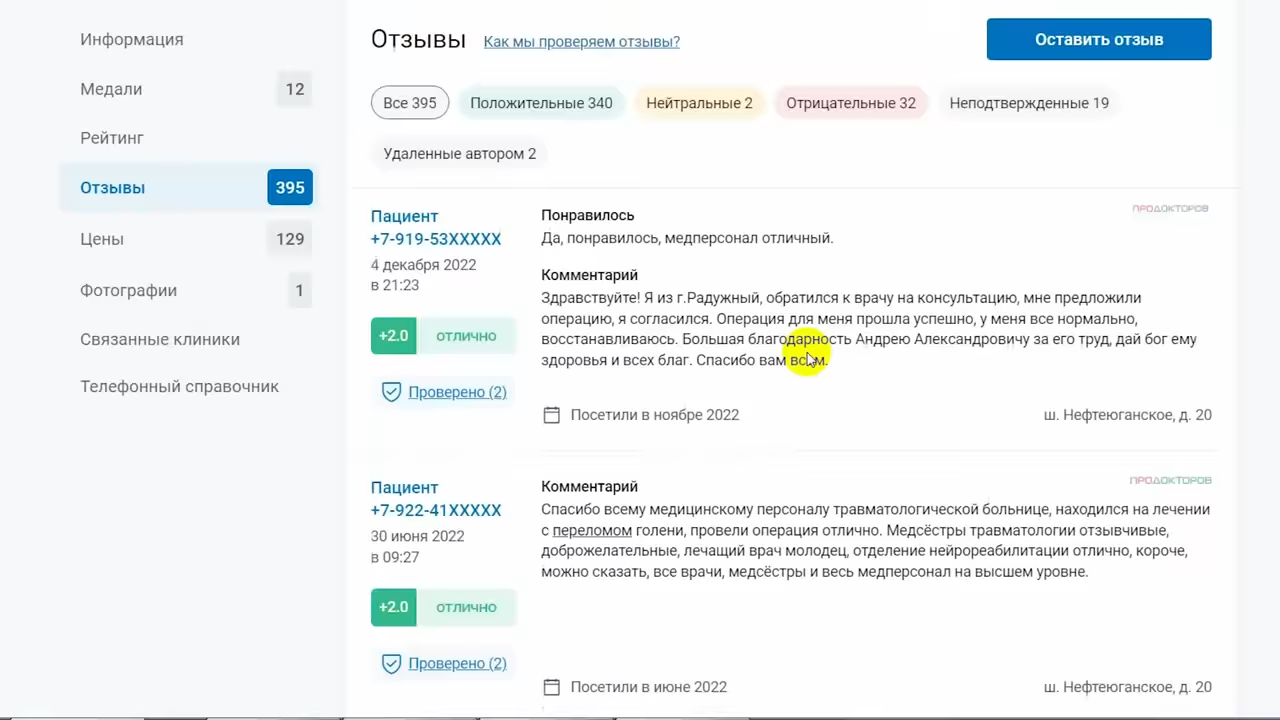 Информация
Медали 12
Рейтинг
Отзывы 395
Цены 129
Фотографии 1
Связанные клиники
Телефонный справочник
Отзывы Как мы проверяем отзывы? Оставить отзыв
Все 395 Положительные 340 Нейтральные 2 Отрицательные 32 Неподтвержденные 19
Удаленные автором 2
Пациент
+7-919-53XXXXX
4 декабря 2022
в 21:23
+2.0 отлично
Проверено (2)
ПРОДОКТОРОВ
Понравилось
Да, понравилось, медперсонал отличный.
Комментарий
Здравствуйте! Я из г.Радужный, обратился к врачу на консультацию, мне предложили
операцию, я согласился. Операция для меня прошла успешно, у меня все нормально,
восстанавливаюсь. Большая благодарность Андрею Александровичу за его труд, дай бог ему
здоровья и всех благ. Спасибо вам всем.
Посетили в ноябре 2022 ш. Нефтеюганское, д. 20
Пациент
+7-922-41XXXXX
30 июня 2022
в 09:27
+2.0 отлично
Проверено (2)
ПРОДОКТОРОВ
Комментарий
Спасибо всему медицинскому персоналу травматологической больнице, находился на лечении
с переломом голени, провели операция отлично. Медсёстры травматологии отзывчивые,
доброжелательные, лечащий врач молодец, отделение нейрореабилитации отлично, короче,
можно сказать, все врачи, медсёстры и весь медперсонал на высшем уровне.
Посетили в июне 2022 ш. Нефтеюганское, д. 20